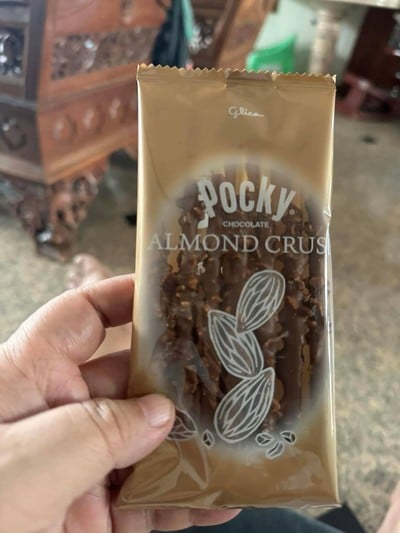 glico
Pocky®
CHOCOLATE
ALMOND CRUS